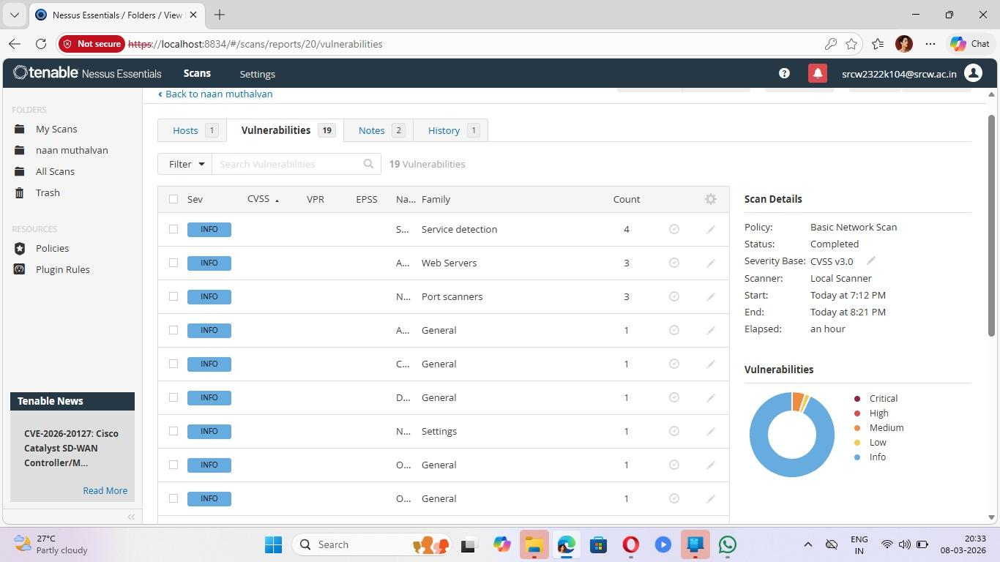 Nessus Essentials / Folders / View
Not secure https://localhost:8834/#/scans/reports/20/vulnerabilities
Chat
tenable Nessus Essentials Scans Settings srcw2322k104@srcw.ac.in
FOLDERS
My Scans
naan muthalvan
All Scans
Trash
RESOURCES
Policies
Plugin Rules
Tenable News
CVE-2026-20127: Cisco
Catalyst SD-WAN
Controller/M...
Read More
Back to naan muthalvan
Hosts 1 Vulnerabilities 19 Notes 2 History 1
Filter Search Vulnerabilities 19 Vulnerabilities
Sev CVSS VPR EPSS Na... Family Count
INFO S... Service detection 4
INFO A... Web Servers 3
INFO N... Port scanners 3
INFO A... General 1
INFO C... General 1
INFO D... General 1
INFO N... Settings 1
INFO O... General 1
INFO O... General 1
Scan Details
Policy: Basic Network Scan
Status: Completed
Severity Base: CVSS v3.0
Scanner: Local Scanner
Start: Today at 7:12 PM
End: Today at 8:21 PM
Elapsed: an hour
Vulnerabilities
Critical
High
Medium
Low
Info
27°C
Partly cloudy
Search
ENG
IN
20:33
08-03-2026